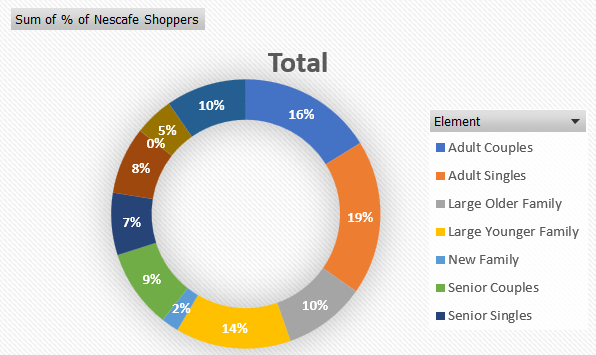 Sum of % of Nescafe Shoppers
Total
10%
16%
5%
0%
8%
19%
7%
9%
10%
2%
14%
Element
Adult Couples
Adult Singles
Large Older Family
Large Younger Family
New Family
Senior Couples
Senior Singles